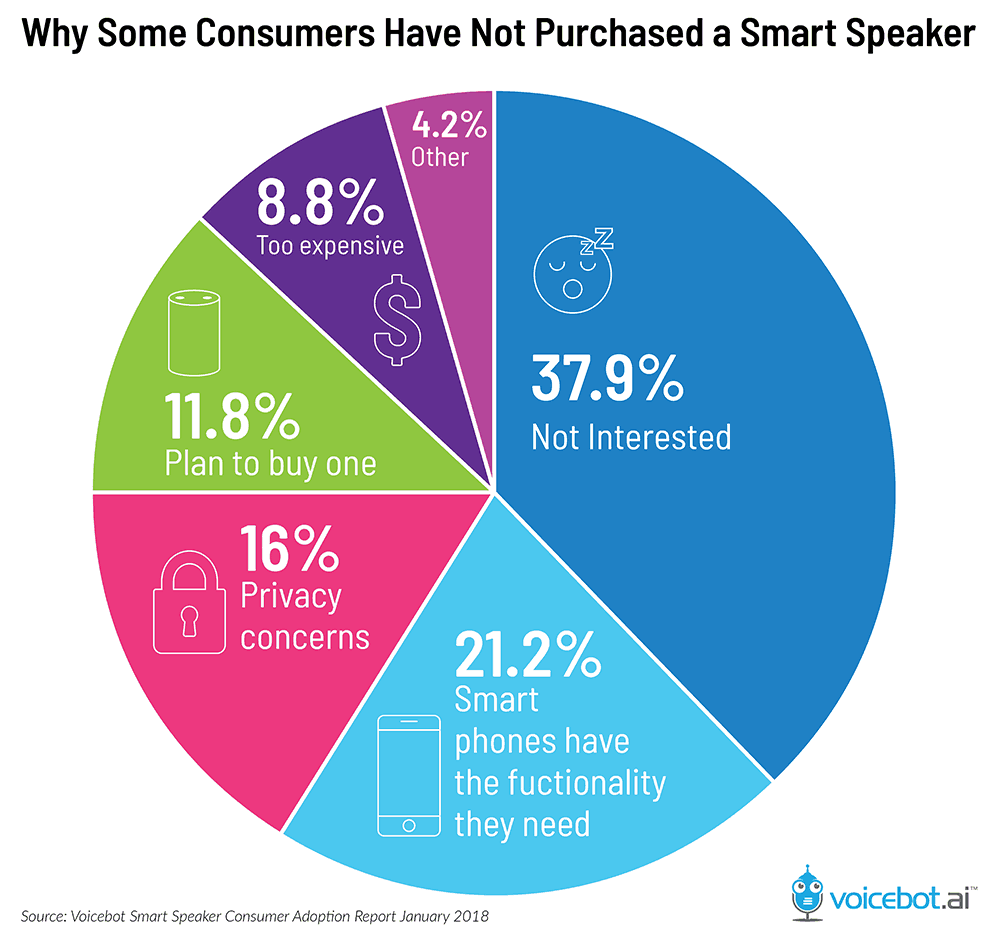 Why Some Consumers Have Not Purchased a Smart Speaker
4.2%
Other
8.8%
Too expensive
$
zz
37.9%
Not Interested
11.8%
Plan to buy one
16%
Privacy
concerns
21.2%
Smart
phones have
the fuctionality
they need
Source: Voicebot Smart Speaker Consumer Adoption Report January 2018
voicebot.ai™